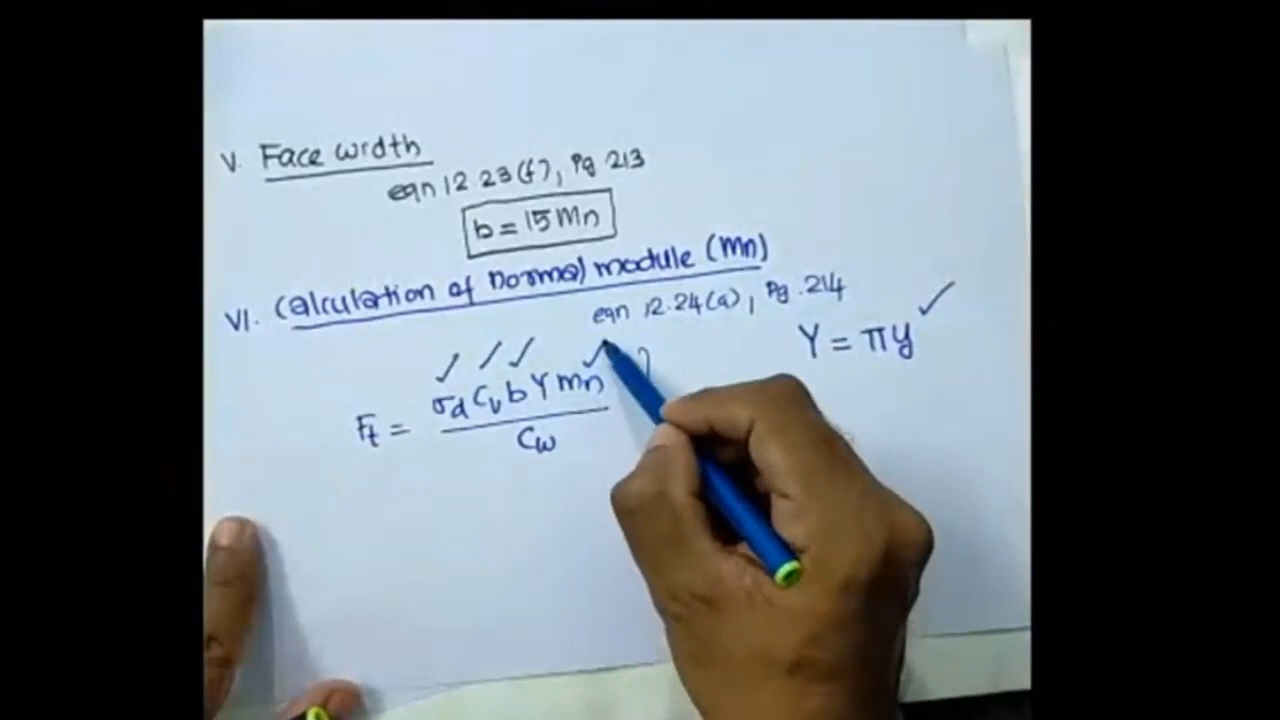 V. Face width
eqn 12.23(f), Pg 213
b = 15 Mn
VI. Calculation of normal module (Mn)
eqn 12.24(a), Pg. 214
Y = πy ✓
✓ ✓ ✓ ✓
Ft = σd Cv b Y mn
Cw